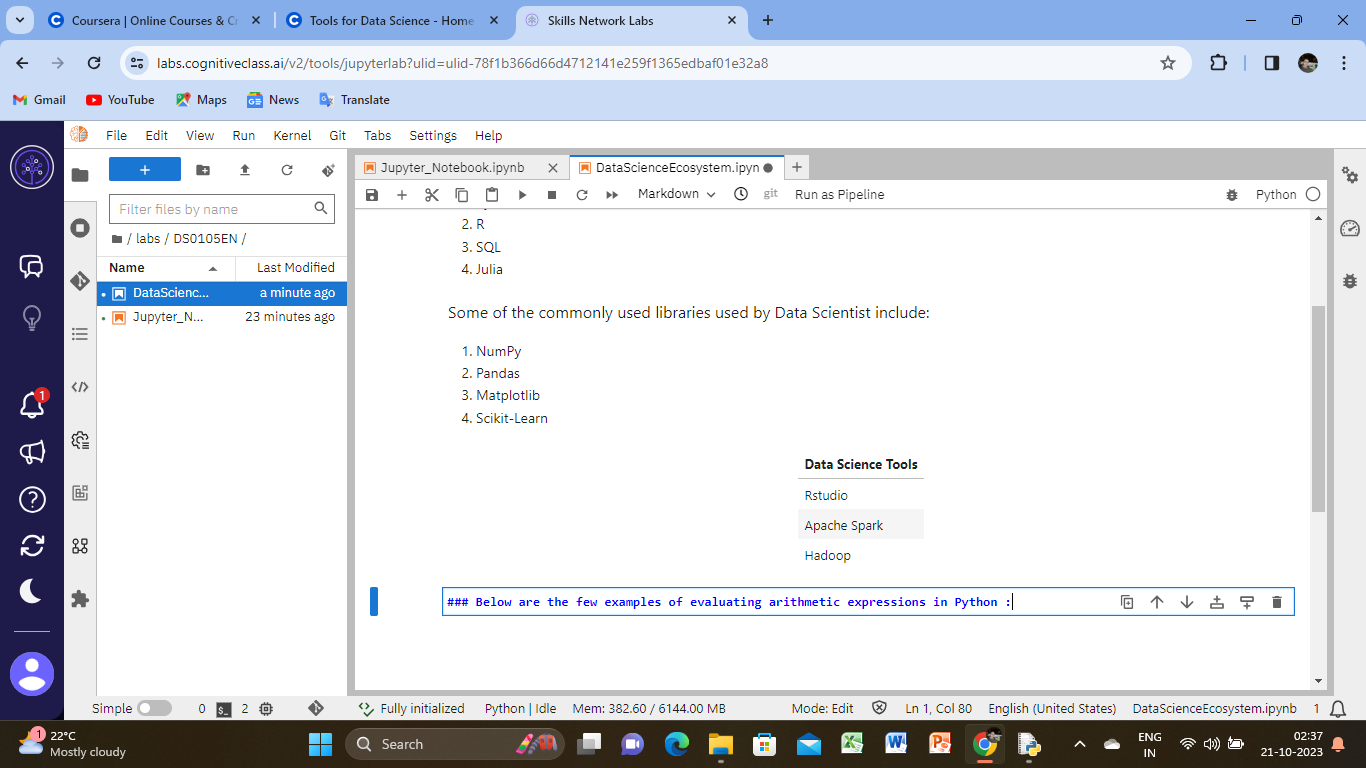 Coursera | Online Courses & C
Tools for Data Science - Home
Skills Network Labs
labs.cognitiveclass.ai/v2/tools/jupyterlab?ulid=ulid-78f1b366d66d4712141e259f1365edbaf01e32a8
Gmail
YouTube
Maps
News
Translate
File Edit View Run Kernel Git Tabs Settings Help
Jupyter_Notebook.ipynb
DataScienceEcosystem.ipyn
Filter files by name
Markdown
git
Run as Pipeline
Python
/ labs / DS0105EN /
Name
Last Modified
DataScienc... a minute ago
Jupyter_N... 23 minutes ago
2. R
3. SQL
4. Julia
Some of the commonly used libraries used by Data Scientist include:
1. NumPy
2. Pandas
3. Matplotlib
4. Scikit-Learn
Data Science Tools
Rstudio
Apache Spark
Hadoop
### Below are the few examples of evaluating arithmetic expressions in Python :
1
Simple 0 2 Fully initialized Python | Idle Mem: 382.60 / 6144.00 MB Mode: Edit Ln 1, Col 80 English (United States) DataScienceEcosystem.ipynb 1
1
22°C
Mostly cloudy
Search
ENG
IN
02:37
21-10-2023